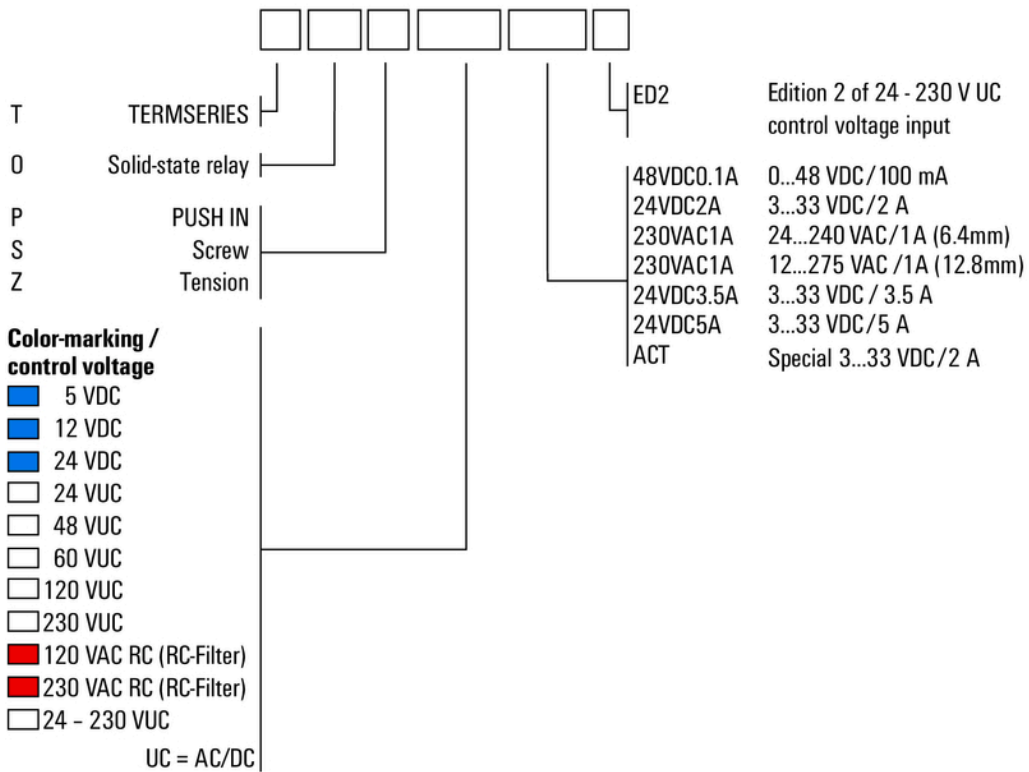 T TERMSERIES
O Solid-state relay
P PUSH IN
S Screw
Z Tension
Color-marking /
control voltage
5 VDC
12 VDC
24 VDC
24 VUC
48 VUC
60 VUC
120 VUC
230 VUC
120 VAC RC (RC-Filter)
230 VAC RC (RC-Filter)
24 – 230 VUC
UC = AC/DC
ED2 Edition 2 of 24 - 230 V UC
control voltage input
48VDC0.1A 0...48 VDC/100 mA
24VDC2A 3...33 VDC/2 A
230VAC1A 24...240 VAC/1A (6.4mm)
230VAC1A 12...275 VAC /1A (12.8mm)
24VDC3.5A 3...33 VDC / 3.5 A
24VDC5A 3...33 VDC/5 A
ACT Special 3...33 VDC/2 A